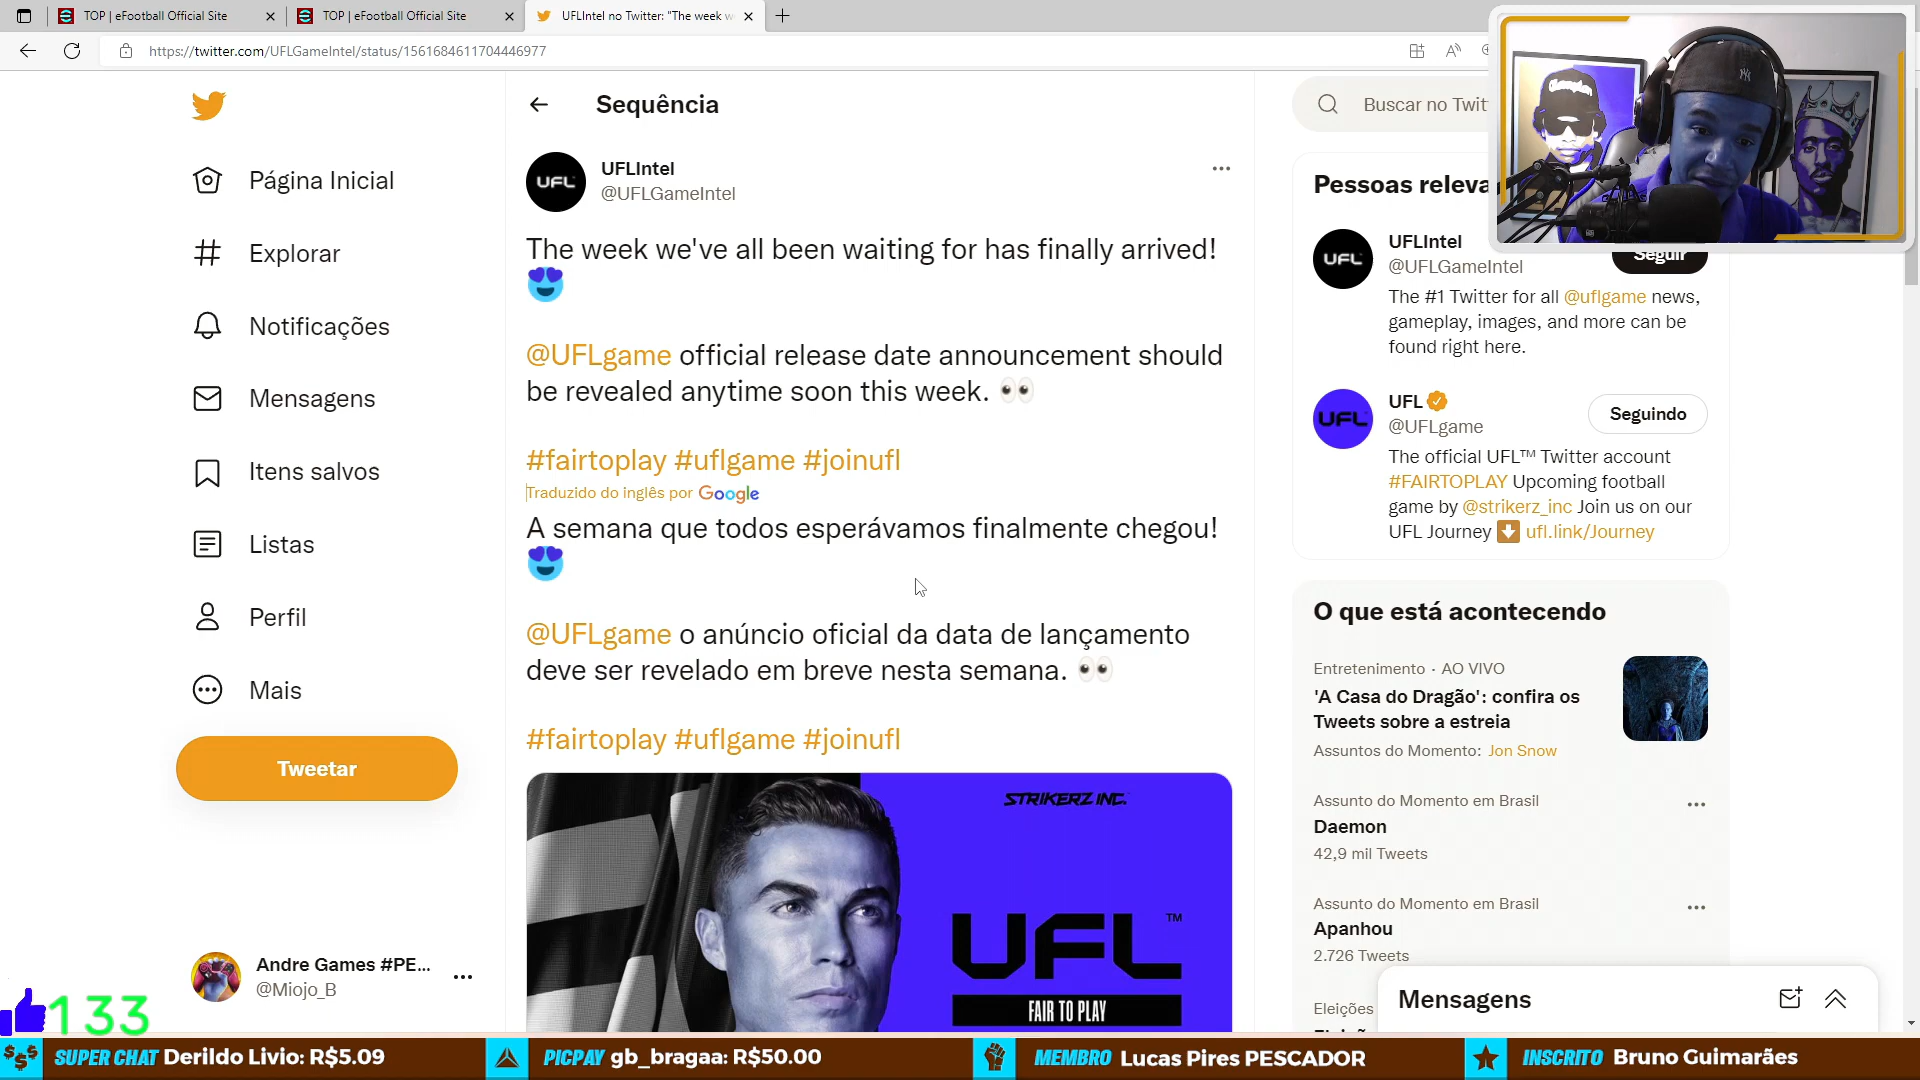 TOP | eFootball Official Site
TOP | eFootball Official Site
UFLIntel no Twitter: "The week w
https://twitter.com/UFLGameIntel/status/1561684611704446977
Página Inicial
Explorar
Notificações
Mensagens
Itens salvos
Listas
Perfil
Mais
Tweetar
Andre Games #PE...
@Miojo_B
133
Sequência
UFL
UFLIntel
@UFLGameIntel
The week we've all been waiting for has finally arrived!
@UFLgame official release date announcement should
be revealed anytime soon this week.
#fairtoplay #uflgame #joinufl
Traduzido do inglês por Google
A semana que todos esperávamos finalmente chegou!
@UFLgame o anúncio oficial da data de lançamento
deve ser revelado em breve nesta semana.
#fairtoplay #uflgame #joinufl
STRIKERZ INC.™
UFL™
FAIR TO PLAY
Buscar no Twit
Pessoas releva
UFL
UFLIntel
@UFLGameIntel
Seguir
The #1 Twitter for all @uflgame news,
gameplay, images, and more can be
found right here.
UFL
UFL
@UFLgame
Seguindo
The official UFL™ Twitter account
#FAIRTOPLAY Upcoming football
game by @strikerz_inc Join us on our
UFL Journey ufl.link/Journey
O que está acontecendo
Entretenimento · AO VIVO
'A Casa do Dragão': confira os
Tweets sobre a estreia
Assuntos do Momento: Jon Snow
Assunto do Momento em Brasil
Daemon
42,9 mil Tweets
Assunto do Momento em Brasil
Apanhou
2.726 Tweets
Eleições
Mensagens
$$$
SUPER CHAT Derildo Livio: R$5.09
PICPAY gb_bragaa: R$50.00
MEMBRO Lucas Pires PESCADOR
INSCRITO Bruno Guimarães